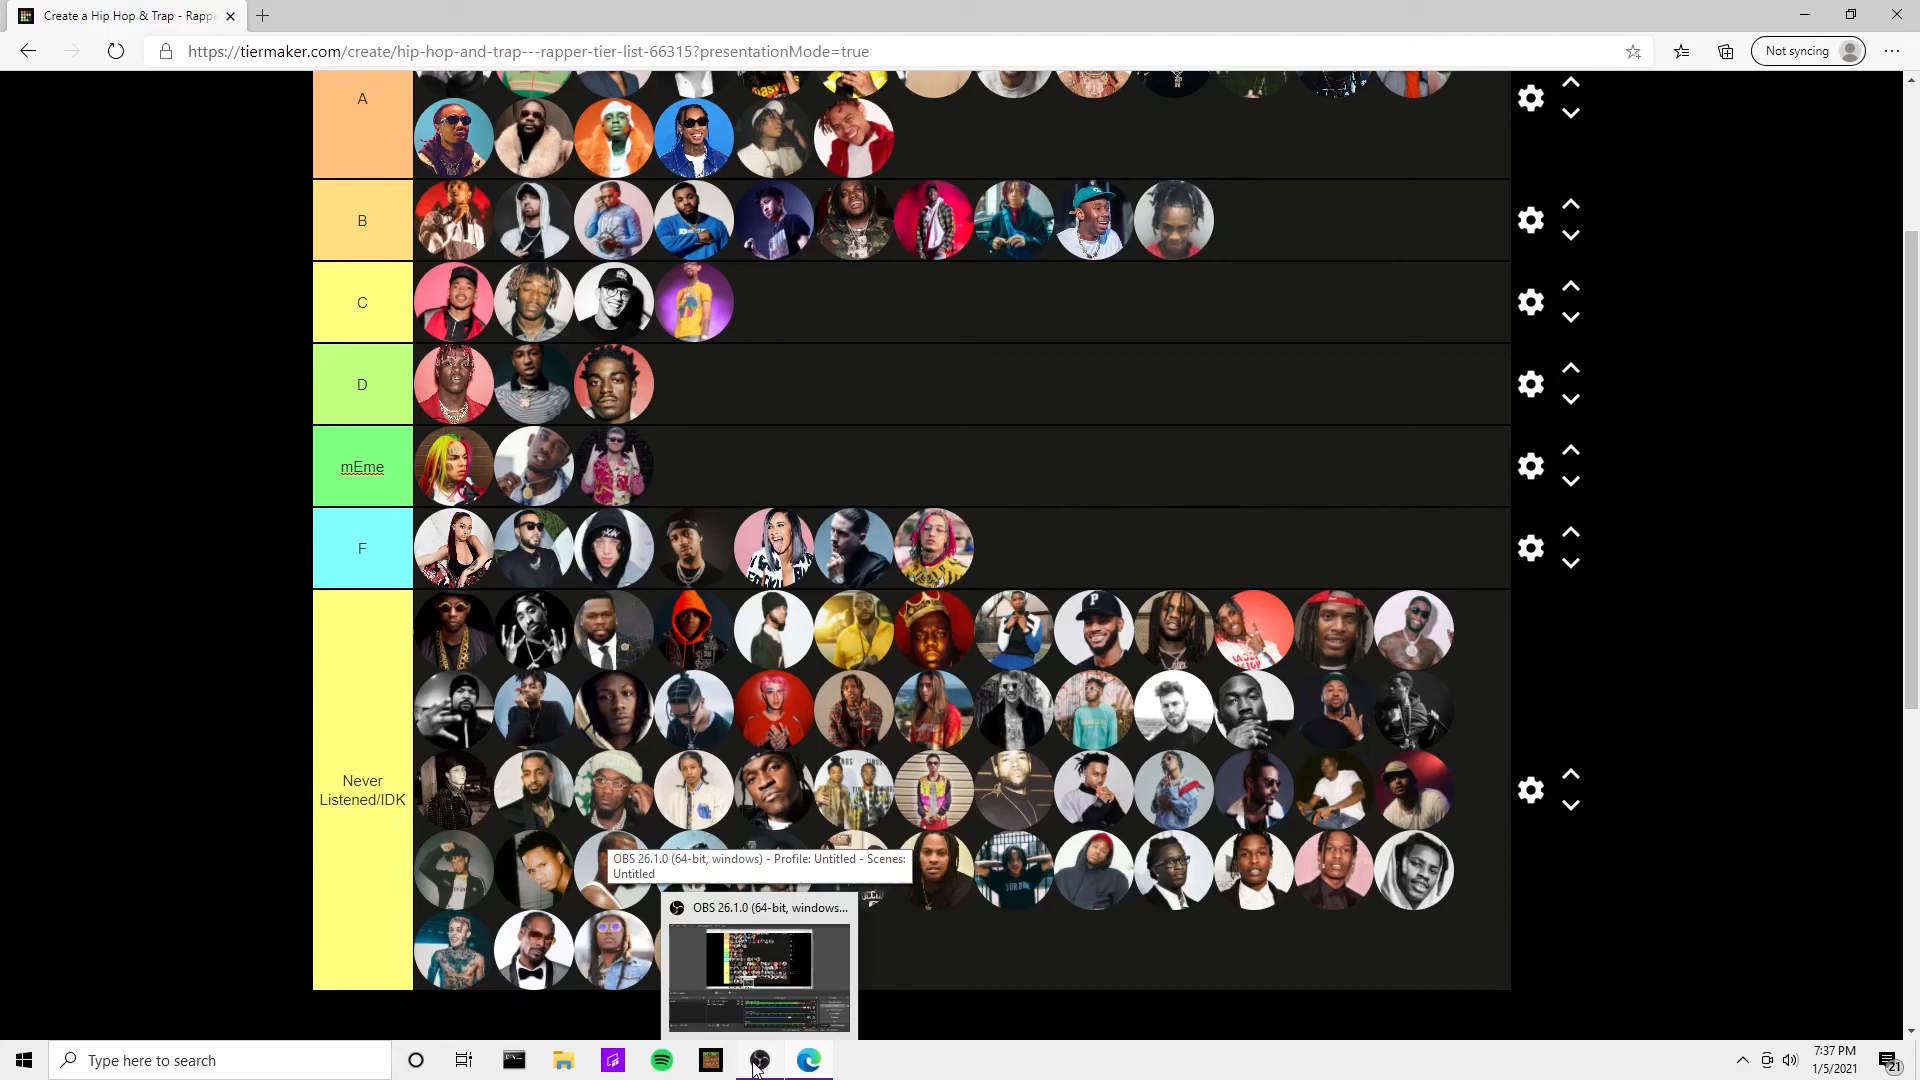 Create a Hip Hop & Trap - Rappe
https://tiermaker.com/create/hip-hop-and-trap---rapper-tier-list-66315?presentationMode=true
Not syncing
A
B
C
D
mEme
F
Never
Listened/IDK
OBS 26.1.0 (64-bit, windows) - Profile: Untitled - Scenes:
Untitled
OBS 26.1.0 (64-bit, windows...
Type here to search
7:37 PM
1/5/2021
21